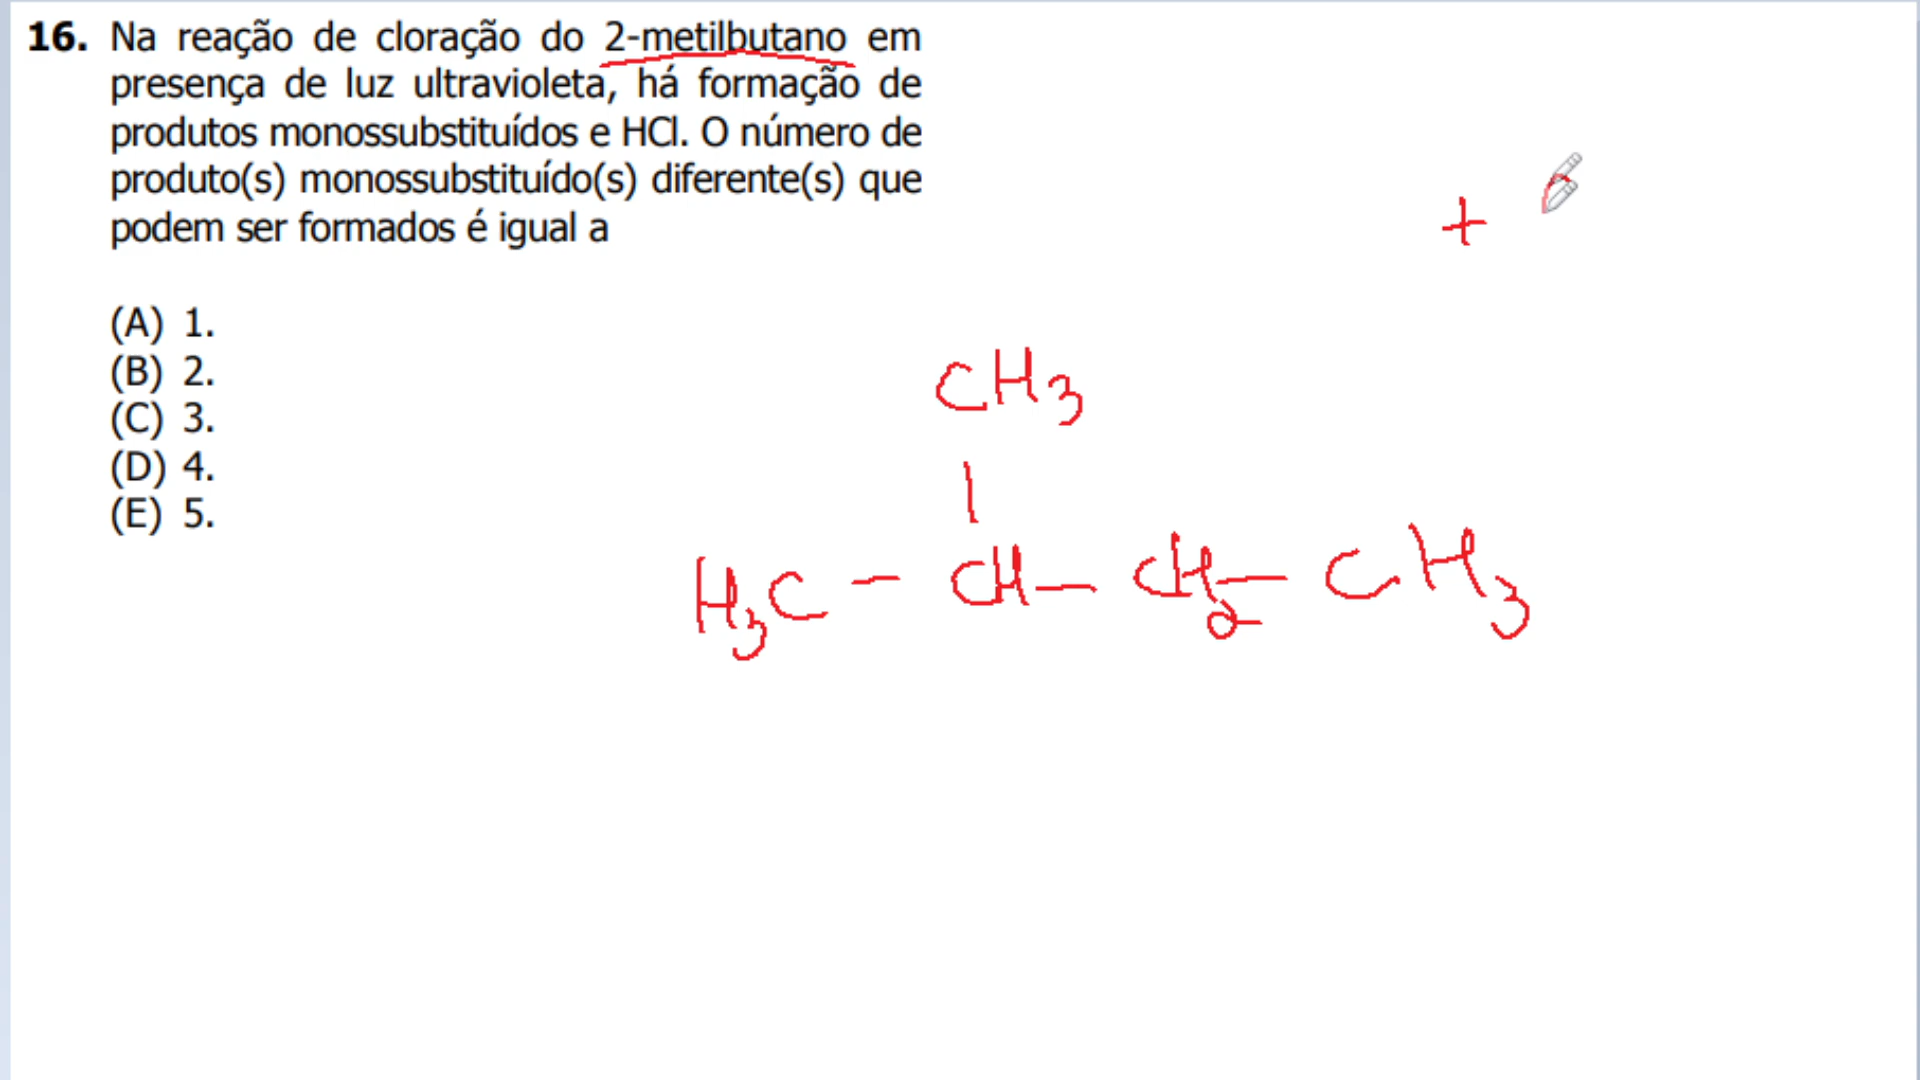 16. Na reação de cloração do 2-metilbutano em
presença de luz ultravioleta, há formação de
produtos monossubstituídos e HCl. O número de
produto(s) monossubstituído(s) diferente(s) que
podem ser formados é igual a
(A) 1.
(B) 2.
(C) 3.
(D) 4.
(E) 5.
+
CH3
|
H3C - CH - CH2 - CH3